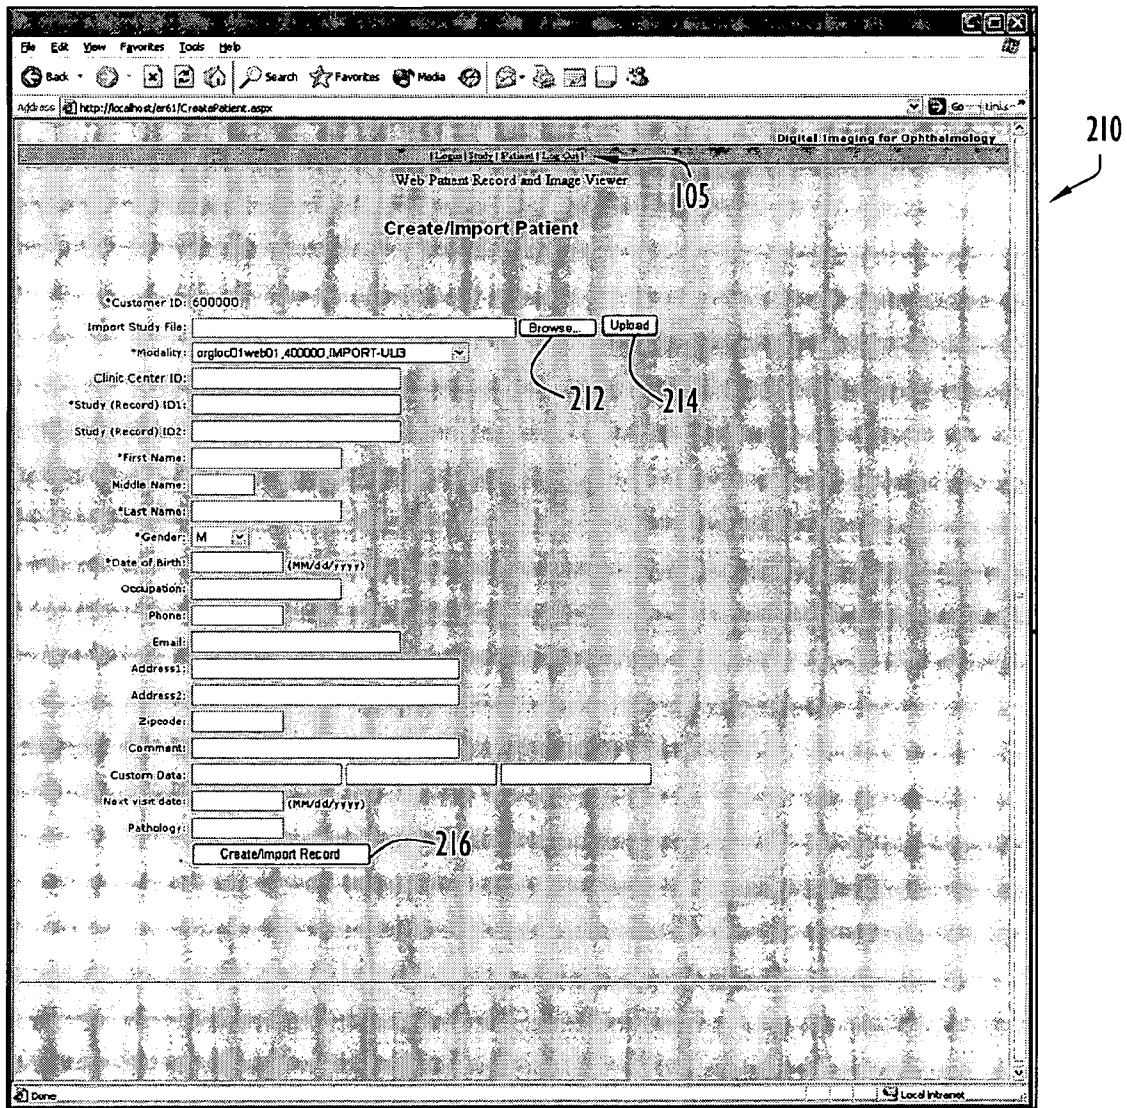 File Edit View Favorites Tools Help
Back Search Favorites Media
Address http://localhost/er61/CreatePatient.aspx Go Links
Digital Imaging for Ophthalmology
| Login | Study | Patient | Log Out |
105
210
Web Patient Record and Image Viewer
Create/Import Patient
*Customer ID: 600000
Import Study File: Browse... Upload
*Modality: orgloc01web01,400000,IMPORT-ULI3
Clinic Center ID:
212 214
*Study (Record) ID1:
Study (Record) ID2:
*First Name:
Middle Name:
*Last Name:
*Gender: M
*Date of Birth: (MM/dd/yyyy)
Occupation:
Phone:
Email:
Address1:
Address2:
Zipcode:
Comment:
Custom Data:
Next visit date: (MM/dd/yyyy)
Pathology:
Create/Import Record 216
Done Local intranet